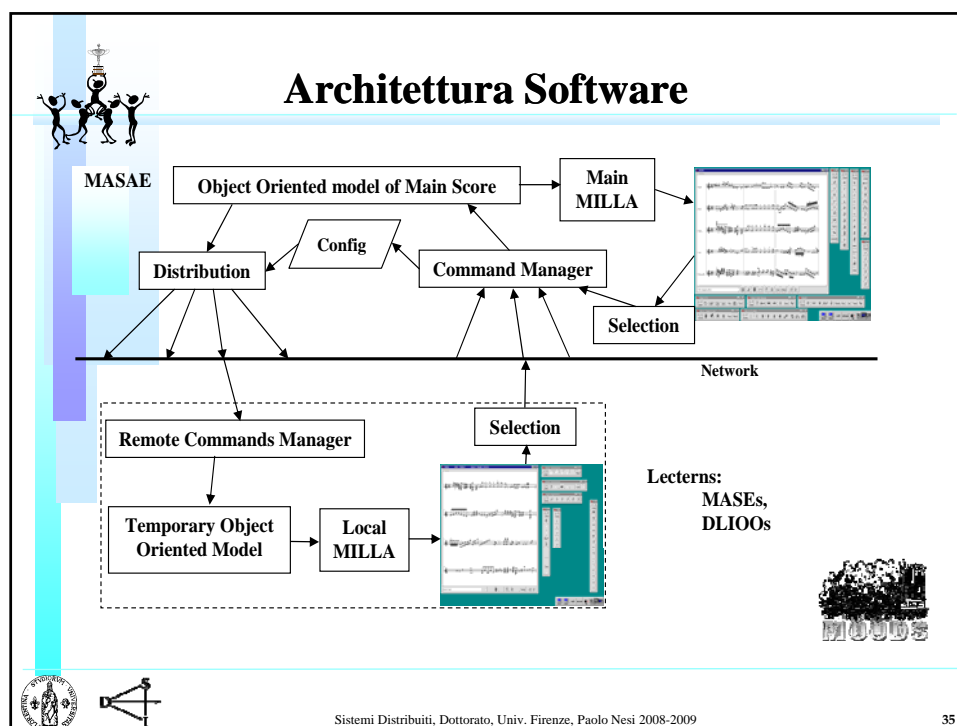 Architettura Software
MASAE
Object Oriented model of Main Score
Main
MILLA
Config
Distribution
Command Manager
Selection
Network
Remote Commands Manager
Selection
Temporary Object
Oriented Model
Local
MILLA
Lecterns:
MASEs,
DLIOOs
MOODS
D S I
Sistemi Distribuiti, Dottorato, Univ. Firenze, Paolo Nesi 2008-2009
35